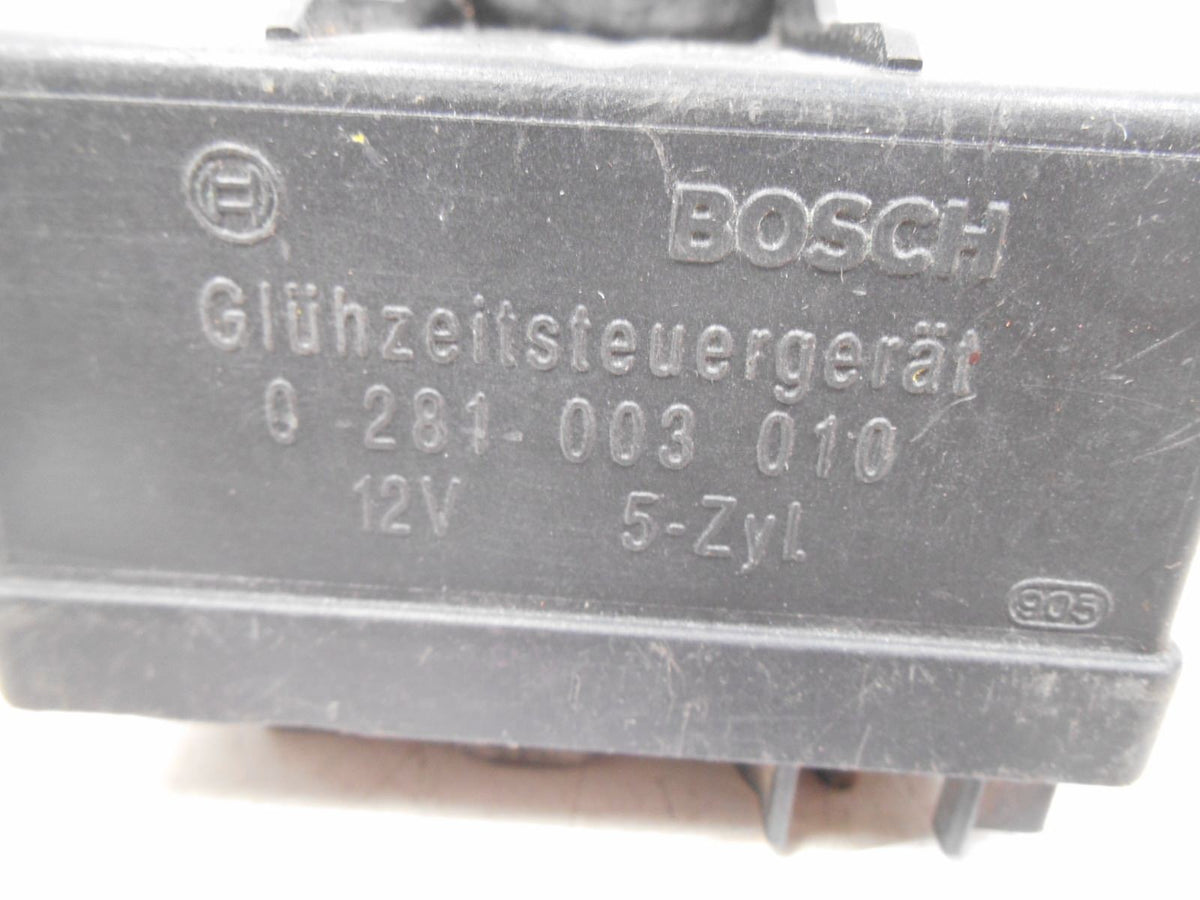 BOSCH
Glühzeitsteuergerät
0 281 003 010
12V 5-Zyl.
905